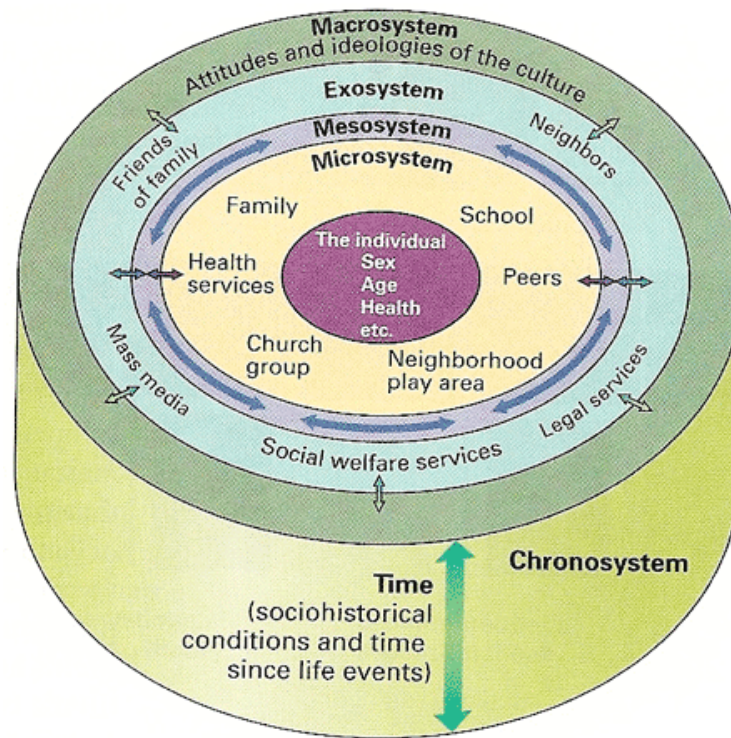 Macrosystem
Attitudes and ideologies of the culture
Exosystem
Mesosystem
Microsystem
Friends
of family
Neighbors
Family
School
The individual
Sex
Age
Health
etc.
Health
services
Peers
Church
group
Neighborhood
play area
Mass media
Legal services
Social welfare services
Chronosystem
Time
(sociohistorical
conditions and time
since life events)